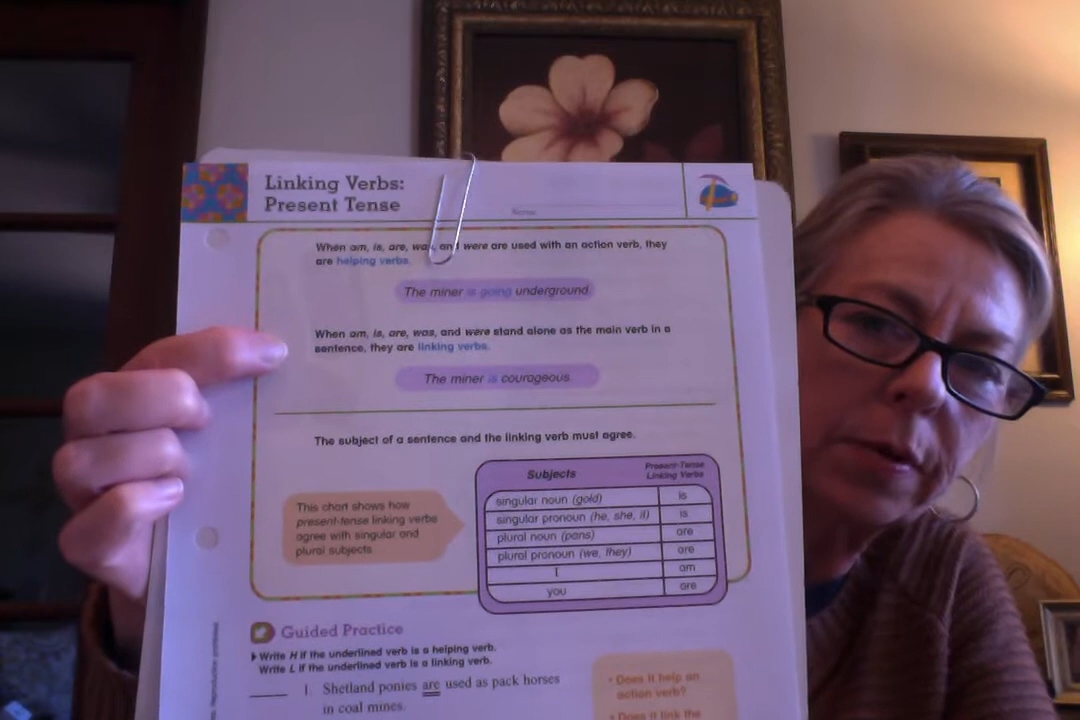 Linking Verbs:
Present Tense
Name
When am, is, are, was, and were are used with an action verb, they
are helping verbs.
The miner is going underground.
When am, is, are, was, and were stand alone as the main verb in a
sentence, they are linking verbs.
The miner is courageous.
The subject of a sentence and the linking verb must agree.
This chart shows how
present-tense linking verbs
agree with singular and
plural subjects.
Subjects Present-Tense
Linking Verbs
singular noun (gold) is
singular pronoun (he, she, it) is
plural noun (pans) are
plural pronoun (we, they) are
I am
you are
Guided Practice
Write H if the underlined verb is a helping verb.
Write L if the underlined verb is a linking verb.
1. Shetland ponies are used as pack horses
in coal mines.
• Does it help an
action verb?
• Does it link the